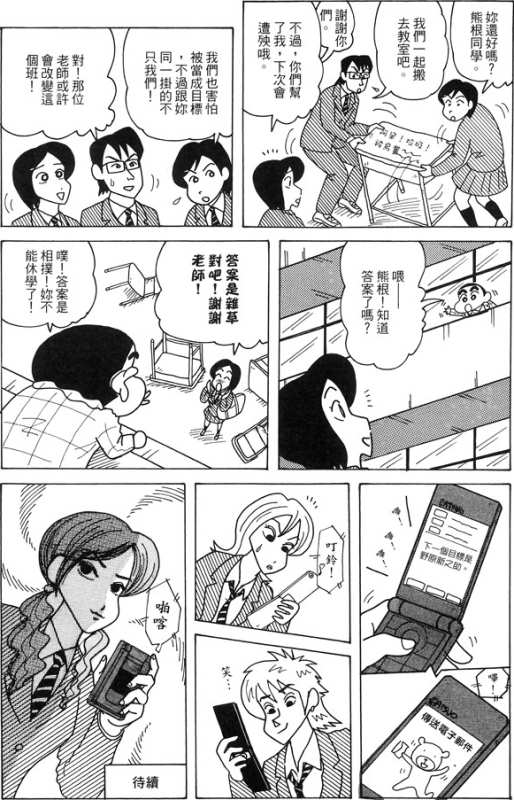 妳還好嗎?
熊根同學。
我們一起搬
去教室吧。
謝謝你
們。
不過,你們幫
了我,下次會
遭殃哦。
我們也害怕
被當成目標
,不過跟妳
同一掛的不
只我們!
對!那位
老師或許
會改變這
個班!
喂——
熊根!知道
答案了嗎?
答案是雜草
對吧!謝謝
老師!
噗!答案是
相撲!妳不
能休學了!
下一個目標是
野原新之助。
嗶!
傳送電子郵件
叮鈴!
笑…
啪喀
待續